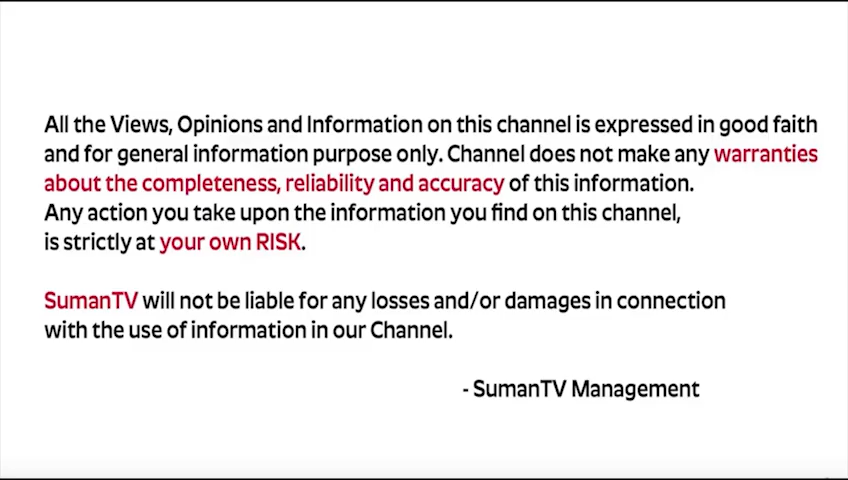 All the Views, Opinions and Information on this channel is expressed in good faith
and for general information purpose only. Channel does not make any warranties
about the completeness, reliability and accuracy of this information.
Any action you take upon the information you find on this channel,
is strictly at your own RISK.
SumanTV will not be liable for any losses and/or damages in connection
with the use of information in our Channel.
- SumanTV Management